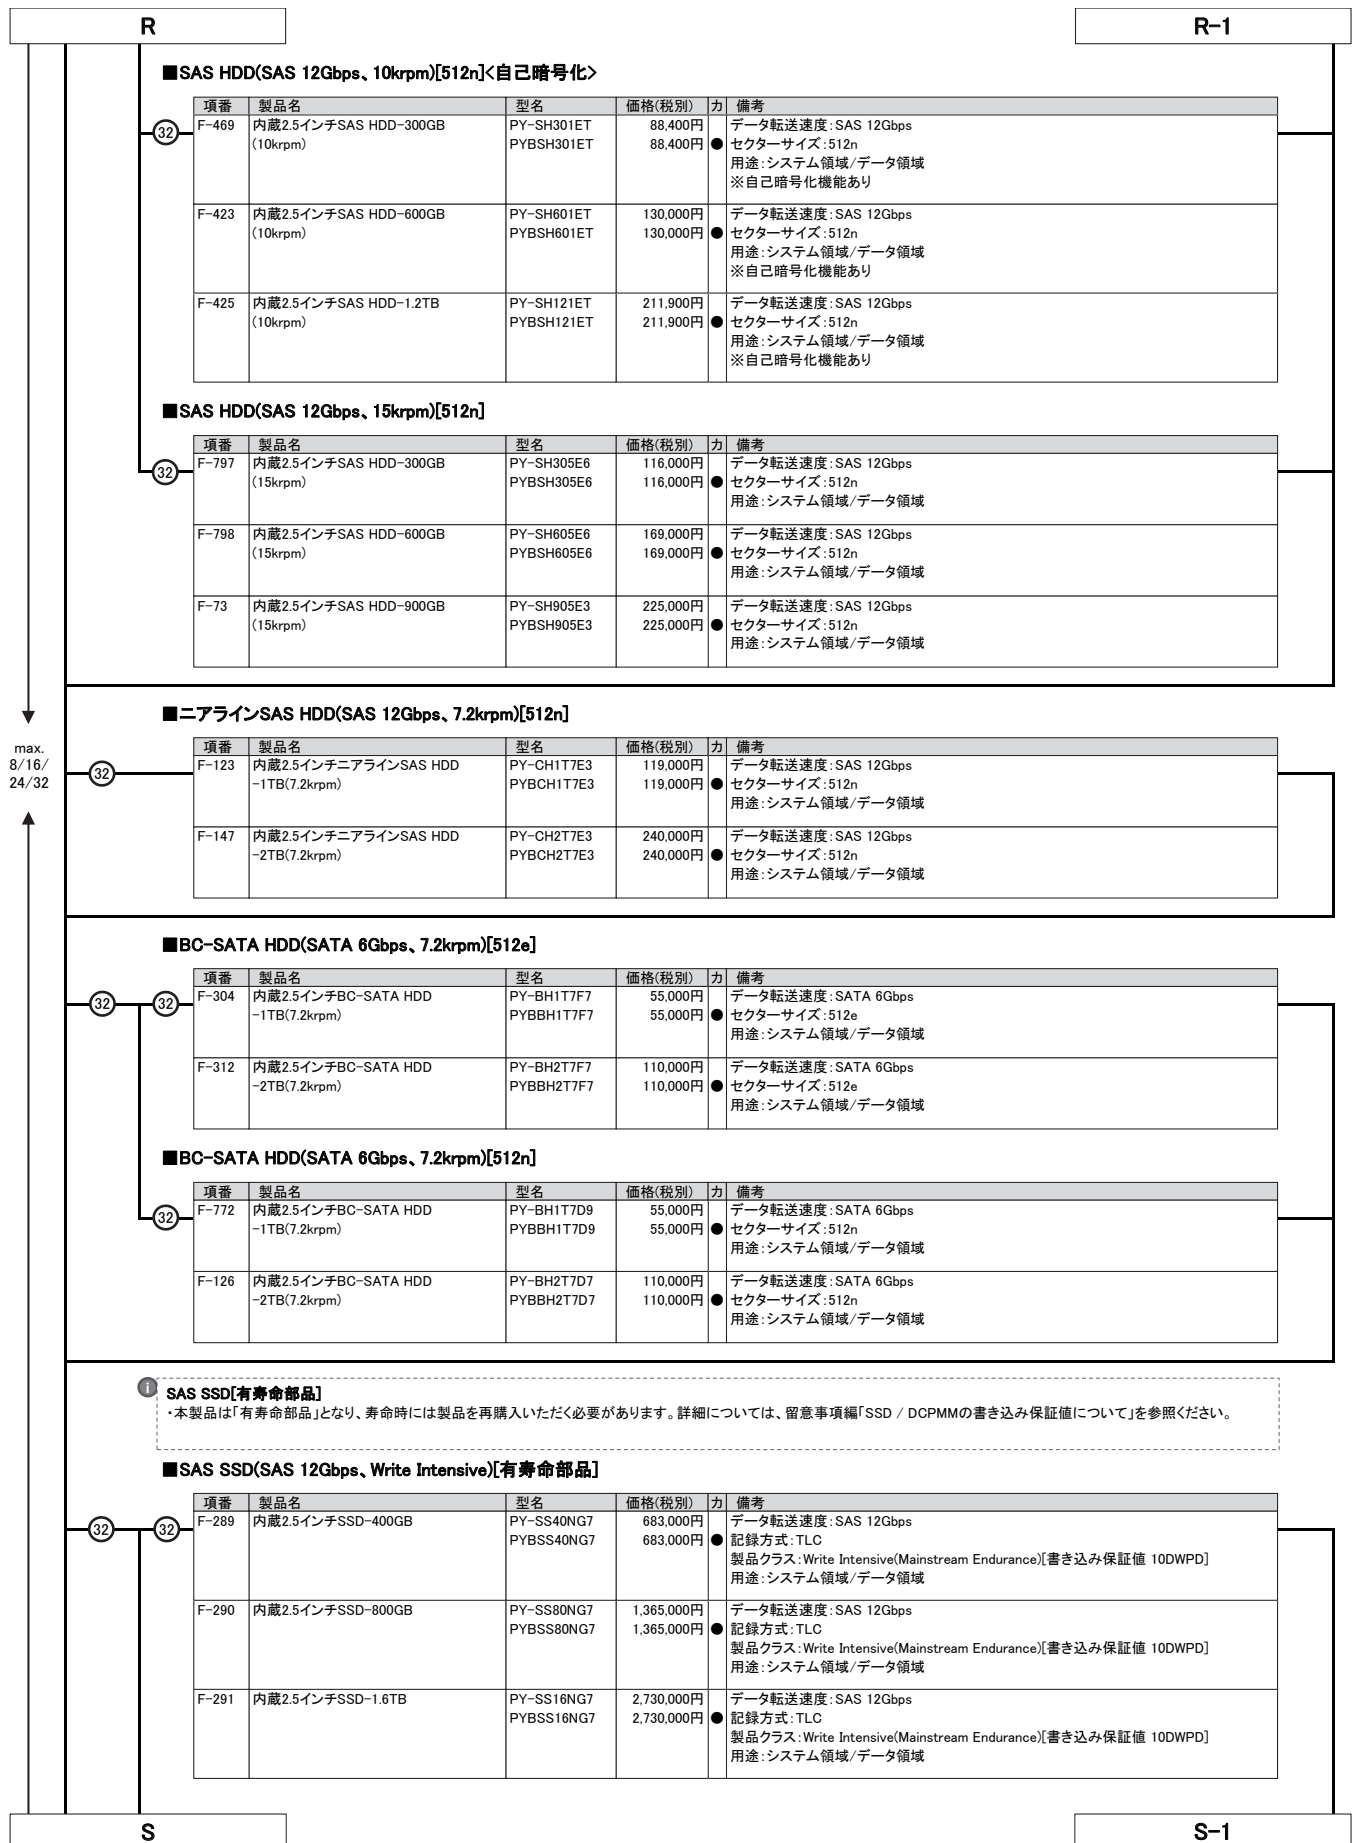 R
R-1
■SAS HDD(SAS 12Gbps、10krpm)[512n]<自己暗号化>
項番 製品名 型名 価格(税別) カ 備考
32
F-469 内蔵2.5インチSAS HDD-300GB PY-SH301ET 88,400円 データ転送速度:SAS 12Gbps
(10krpm) PYBSH301ET 88,400円 ● セクターサイズ:512n
用途:システム領域/データ領域
※自己暗号化機能あり
F-423 内蔵2.5インチSAS HDD-600GB PY-SH601ET 130,000円 データ転送速度:SAS 12Gbps
(10krpm) PYBSH601ET 130,000円 ● セクターサイズ:512n
用途:システム領域/データ領域
※自己暗号化機能あり
F-425 内蔵2.5インチSAS HDD-1.2TB PY-SH121ET 211,900円 データ転送速度:SAS 12Gbps
(10krpm) PYBSH121ET 211,900円 ● セクターサイズ:512n
用途:システム領域/データ領域
※自己暗号化機能あり
■SAS HDD(SAS 12Gbps、15krpm)[512n]
項番 製品名 型名 価格(税別) カ 備考
32
F-797 内蔵2.5インチSAS HDD-300GB PY-SH305E6 116,000円 データ転送速度:SAS 12Gbps
(15krpm) PYBSH305E6 116,000円 ● セクターサイズ:512n
用途:システム領域/データ領域
F-798 内蔵2.5インチSAS HDD-600GB PY-SH605E6 169,000円 データ転送速度:SAS 12Gbps
(15krpm) PYBSH605E6 169,000円 ● セクターサイズ:512n
用途:システム領域/データ領域
F-73 内蔵2.5インチSAS HDD-900GB PY-SH905E3 225,000円 データ転送速度:SAS 12Gbps
(15krpm) PYBSH905E3 225,000円 ● セクターサイズ:512n
用途:システム領域/データ領域
■ニアラインSAS HDD(SAS 12Gbps、7.2krpm)[512n]
max.
8/16/
24/32
項番 製品名 型名 価格(税別) カ 備考
32
F-123 内蔵2.5インチニアラインSAS HDD PY-CH1T7E3 119,000円 データ転送速度:SAS 12Gbps
-1TB(7.2krpm) PYBCH1T7E3 119,000円 ● セクターサイズ:512n
用途:システム領域/データ領域
F-147 内蔵2.5インチニアラインSAS HDD PY-CH2T7E3 240,000円 データ転送速度:SAS 12Gbps
-2TB(7.2krpm) PYBCH2T7E3 240,000円 ● セクターサイズ:512n
用途:システム領域/データ領域
■BC-SATA HDD(SATA 6Gbps、7.2krpm)[512e]
項番 製品名 型名 価格(税別) カ 備考
32 32
F-304 内蔵2.5インチBC-SATA HDD PY-BH1T7F7 55,000円 データ転送速度:SATA 6Gbps
-1TB(7.2krpm) PYBBH1T7F7 55,000円 ● セクターサイズ:512e
用途:システム領域/データ領域
F-312 内蔵2.5インチBC-SATA HDD PY-BH2T7F7 110,000円 データ転送速度:SATA 6Gbps
-2TB(7.2krpm) PYBBH2T7F7 110,000円 ● セクターサイズ:512e
用途:システム領域/データ領域
■BC-SATA HDD(SATA 6Gbps、7.2krpm)[512n]
項番 製品名 型名 価格(税別) カ 備考
32
F-772 内蔵2.5インチBC-SATA HDD PY-BH1T7D9 55,000円 データ転送速度:SATA 6Gbps
-1TB(7.2krpm) PYBBH1T7D9 55,000円 ● セクターサイズ:512n
用途:システム領域/データ領域
F-126 内蔵2.5インチBC-SATA HDD PY-BH2T7D7 110,000円 データ転送速度:SATA 6Gbps
-2TB(7.2krpm) PYBBH2T7D7 110,000円 ● セクターサイズ:512n
用途:システム領域/データ領域
i SAS SSD[有寿命部品]
・本製品は「有寿命部品」となり、寿命時には製品を再購入いただく必要があります。詳細については、留意事項編「SSD / DCPMMの書き込み保証値について」を参照ください。
■SAS SSD(SAS 12Gbps、Write Intensive)[有寿命部品]
項番 製品名 型名 価格(税別) カ 備考
32 32
F-289 内蔵2.5インチSSD-400GB PY-SS40NG7 683,000円 データ転送速度:SAS 12Gbps
PYBSS40NG7 683,000円 ● 記録方式:TLC
製品クラス:Write Intensive(Mainstream Endurance)[書き込み保証値 10DWPD]
用途:システム領域/データ領域
F-290 内蔵2.5インチSSD-800GB PY-SS80NG7 1,365,000円 データ転送速度:SAS 12Gbps
PYBSS80NG7 1,365,000円 ● 記録方式:TLC
製品クラス:Write Intensive(Mainstream Endurance)[書き込み保証値 10DWPD]
用途:システム領域/データ領域
F-291 内蔵2.5インチSSD-1.6TB PY-SS16NG7 2,730,000円 データ転送速度:SAS 12Gbps
PYBSS16NG7 2,730,000円 ● 記録方式:TLC
製品クラス:Write Intensive(Mainstream Endurance)[書き込み保証値 10DWPD]
用途:システム領域/データ領域
S
S-1